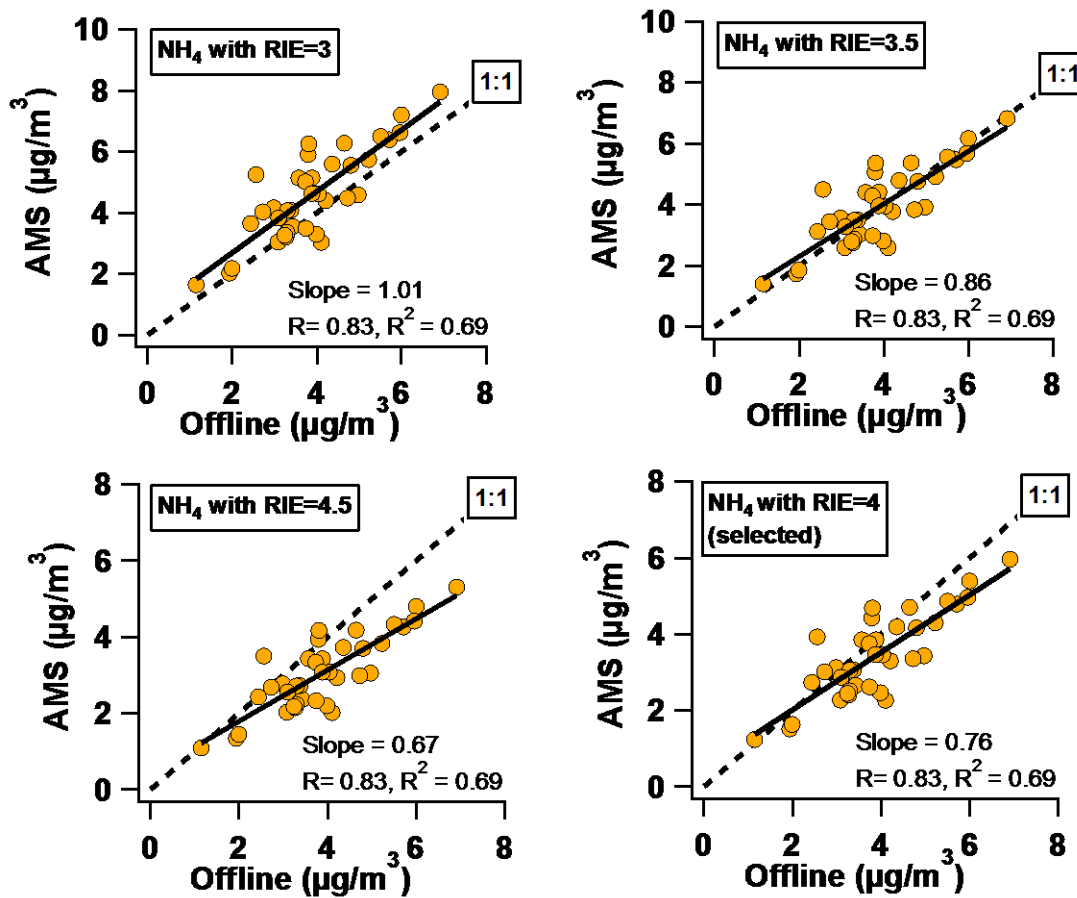 NH₄ with RIE=3
1:1
AMS (µg/m³)
10
8
6
4
2
0
Slope = 1.01
R= 0.83, R² = 0.69
0 2 4 6 8
Offline (µg/m³)
NH₄ with RIE=3.5
1:1
AMS (µg/m³)
10
8
6
4
2
0
Slope = 0.86
R= 0.83, R² = 0.69
0 2 4 6 8
Offline (µg/m³)
NH₄ with RIE=4.5
1:1
AMS (µg/m³)
8
6
4
2
0
Slope = 0.67
R= 0.83, R² = 0.69
0 2 4 6 8
Offline (µg/m³)
NH₄ with RIE=4
(selected)
1:1
AMS (µg/m³)
8
6
4
2
0
Slope = 0.76
R= 0.83, R² = 0.69
0 2 4 6 8
Offline (µg/m³)